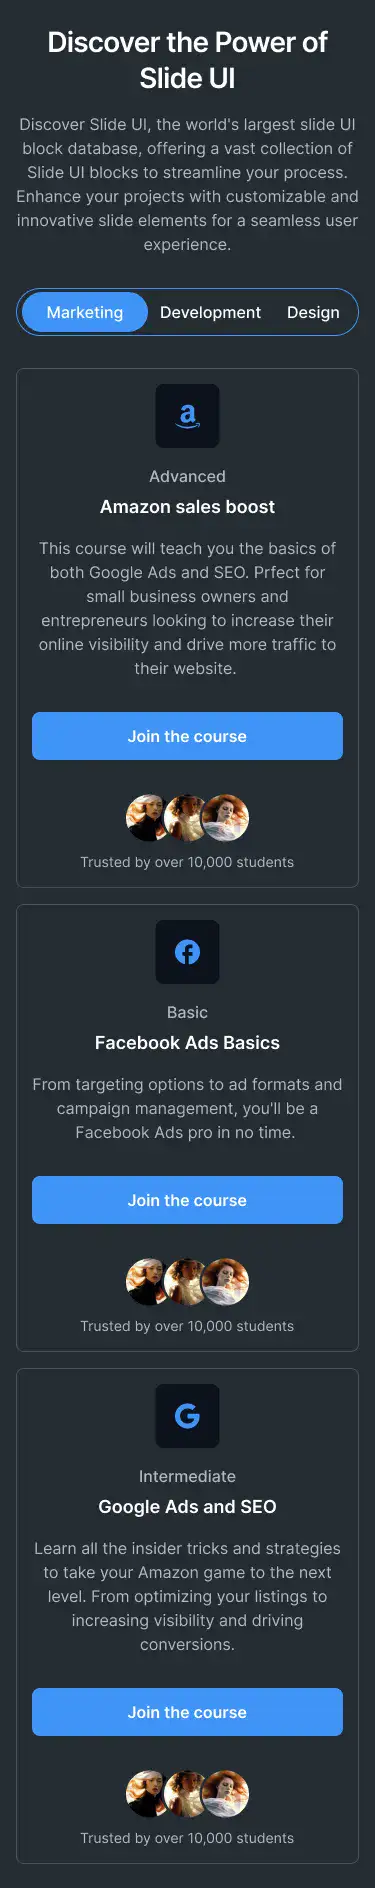 Discover the Power of
Slide UI
Discover Slide UI, the world's largest slide UI
block database, offering a vast collection of
Slide UI blocks to streamline your process.
Enhance your projects with customizable and
innovative slide elements for a seamless user
experience.
Marketing Development Design
Advanced
Amazon sales boost
This course will teach you the basics of
both Google Ads and SEO. Prfect for
small business owners and
entrepreneurs looking to increase their
online visibility and drive more traffic to
their website.
Join the course
Trusted by over 10,000 students
Basic
Facebook Ads Basics
From targeting options to ad formats and
campaign management, you'll be a
Facebook Ads pro in no time.
Join the course
Trusted by over 10,000 students
Intermediate
Google Ads and SEO
Learn all the insider tricks and strategies
to take your Amazon game to the next
level. From optimizing your listings to
increasing visibility and driving
conversions.
Join the course
Trusted by over 10,000 students